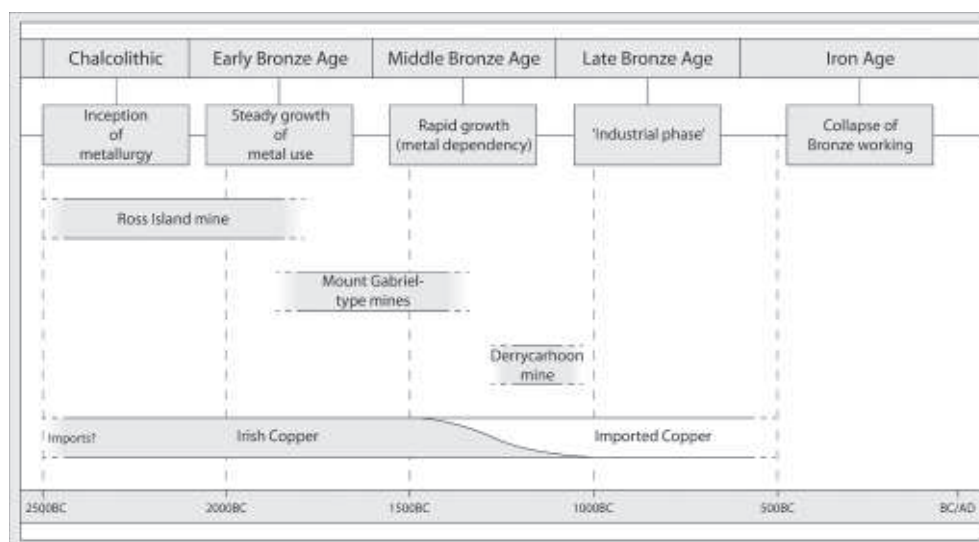 Chalcolithic Early Bronze Age Middle Bronze Age Late Bronze Age Iron Age
Inception
of
metallurgy
Steady growth
of
metal use
Rapid growth
(metal dependency)
'Industrial phase'
Collapse of
Bronze working
Ross Island mine
Mount Gabriel-
type mines
Derrycarhoon
mine
Imports? Irish Copper Imported Copper
2500BC 2000BC 1500BC 1000BC 500BC BC/AD